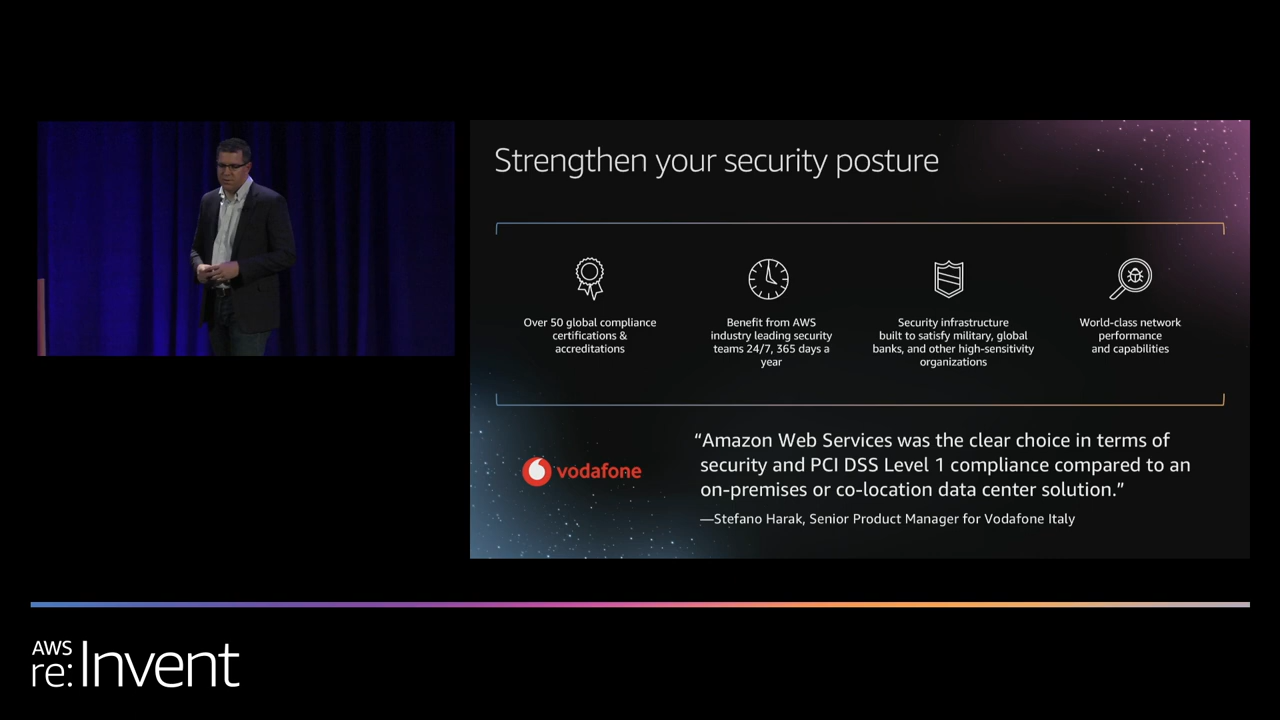 Strengthen your security posture
Over 50 global compliance
certifications &
accreditations
Benefit from AWS
industry leading security
teams 24/7, 365 days a
year
Security infrastructure
built to satisfy military, global
banks, and other high-sensitivity
organizations
World-class network
performance
and capabilities
vodafone
“Amazon Web Services was the clear choice in terms of
security and PCI DSS Level 1 compliance compared to an
on-premises or co-location data center solution.”
—Stefano Harak, Senior Product Manager for Vodafone Italy
AWS
re:Invent